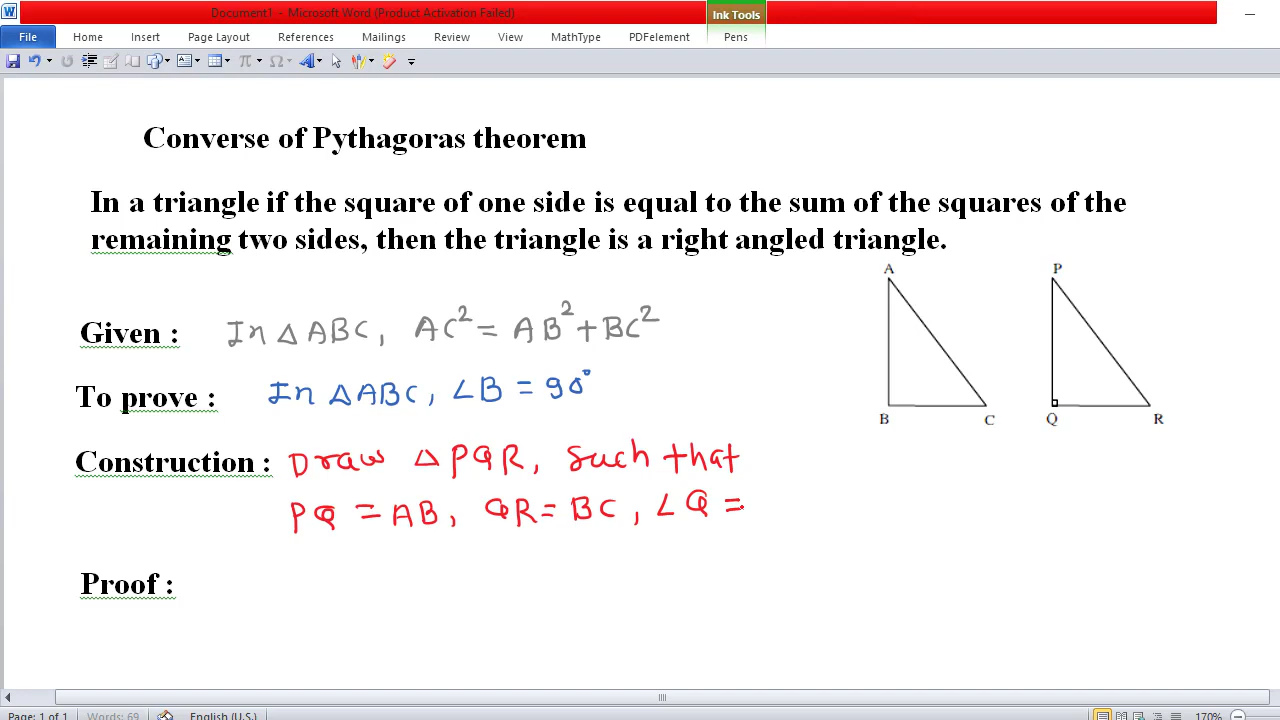 Document1 - Microsoft Word (Product Activation Failed)
Ink Tools
File Home Insert Page Layout References Mailings Review View MathType PDFelement Pens
Converse of Pythagoras theorem
In a triangle if the square of one side is equal to the sum of the squares of the
remaining two sides, then the triangle is a right angled triangle.
A P
Given : In △ABC, AC² = AB² + BC²
To prove : In △ABC, ∠B = 90°
B C Q R
Construction : Draw △PQR, such that
PQ = AB, QR = BC, ∠Q =
Proof :
Page: 1 of 1 Words: 69 English (U.S.) 170%